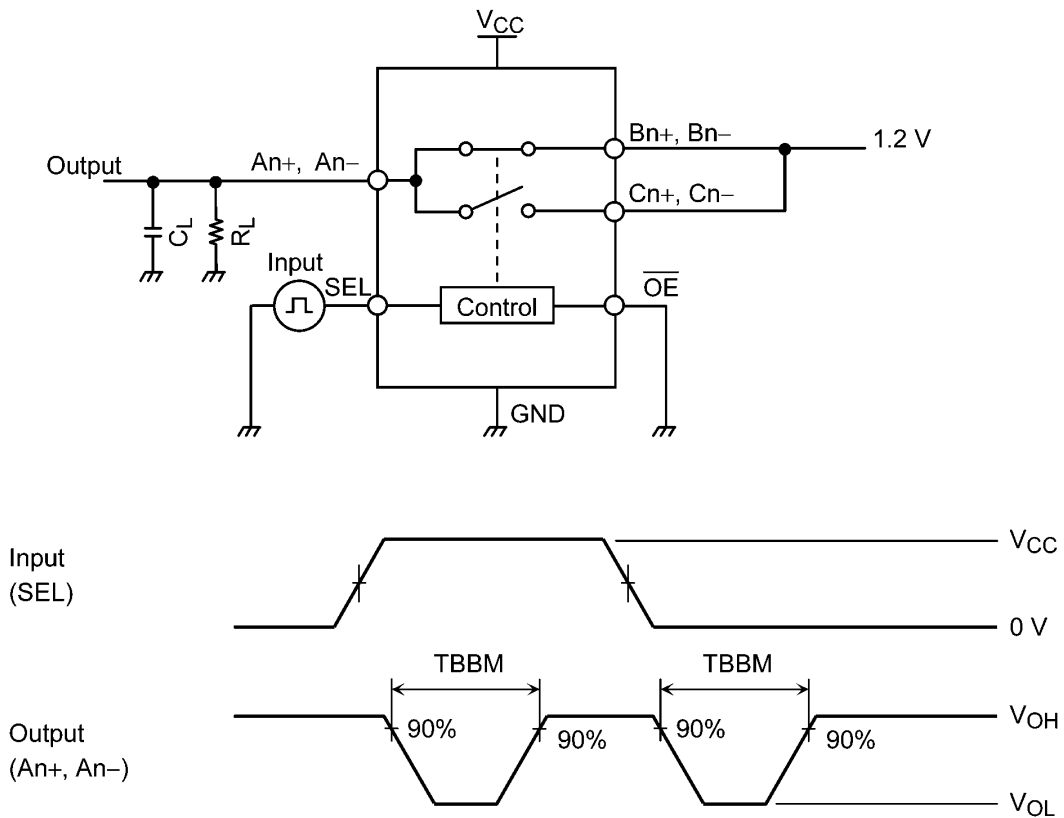 VCC
Output
An+, An−
Bn+, Bn−
1.2 V
Cn+, Cn−
CL
RL
Input
SEL
Control
OE
GND
Input
(SEL)
VCC
0 V
TBBM
TBBM
Output
(An+, An−)
90%
90%
90%
90%
VOH
VOL